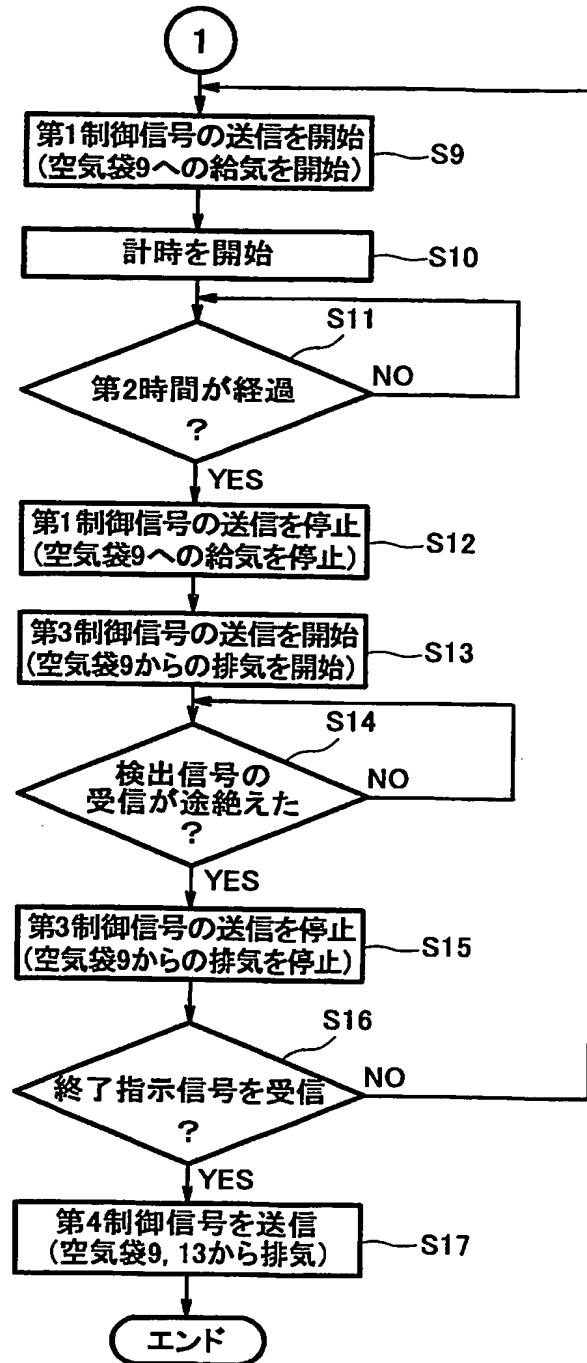 1
第1制御信号の送信を開始
(空気袋9への給気を開始)
S9
計時を開始
S10
S11
第2時間が経過
?
NO
YES
第1制御信号の送信を停止
(空気袋9への給気を停止)
S12
第3制御信号の送信を開始
(空気袋9からの排気を開始)
S13
S14
検出信号の
受信が途絶えた
?
NO
YES
第3制御信号の送信を停止
(空気袋9からの排気を停止)
S15
S16
終了指示信号を受信
?
NO
YES
第4制御信号を送信
(空気袋9, 13から排気)
S17
エンド